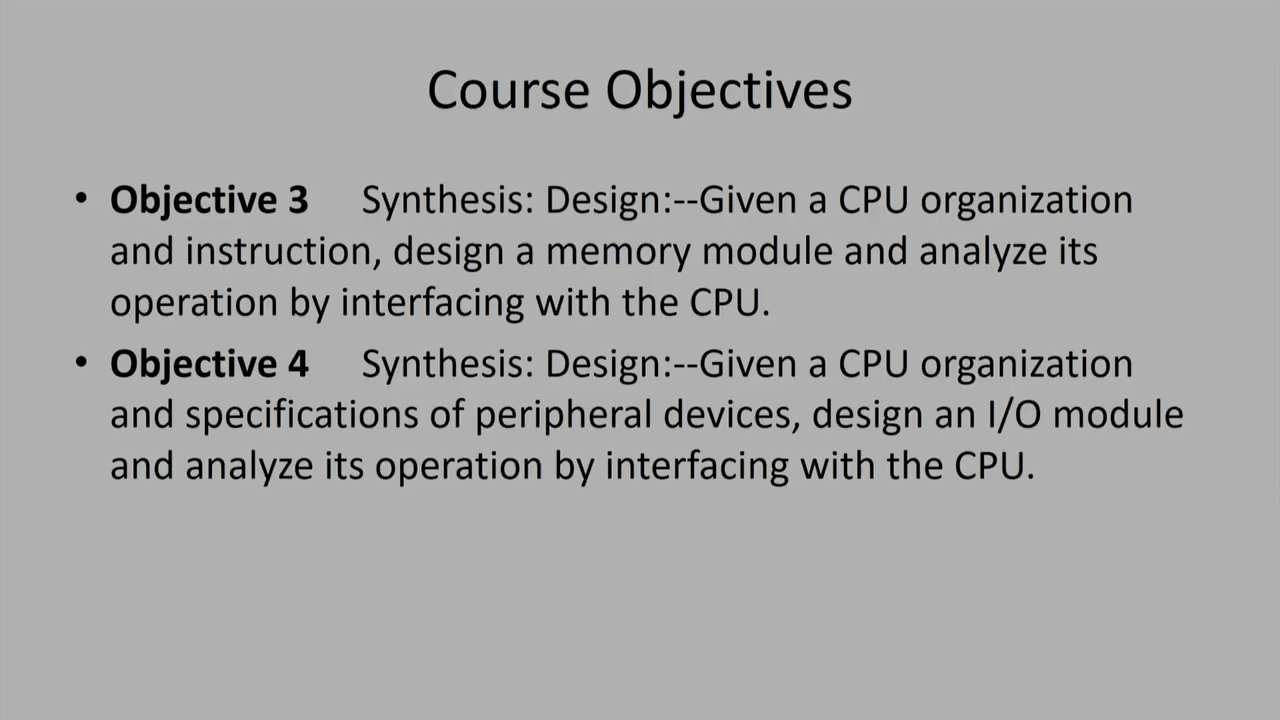 Course Objectives
• Objective 3 Synthesis: Design:--Given a CPU organization
and instruction, design a memory module and analyze its
operation by interfacing with the CPU.
• Objective 4 Synthesis: Design:--Given a CPU organization
and specifications of peripheral devices, design an I/O module
and analyze its operation by interfacing with the CPU.